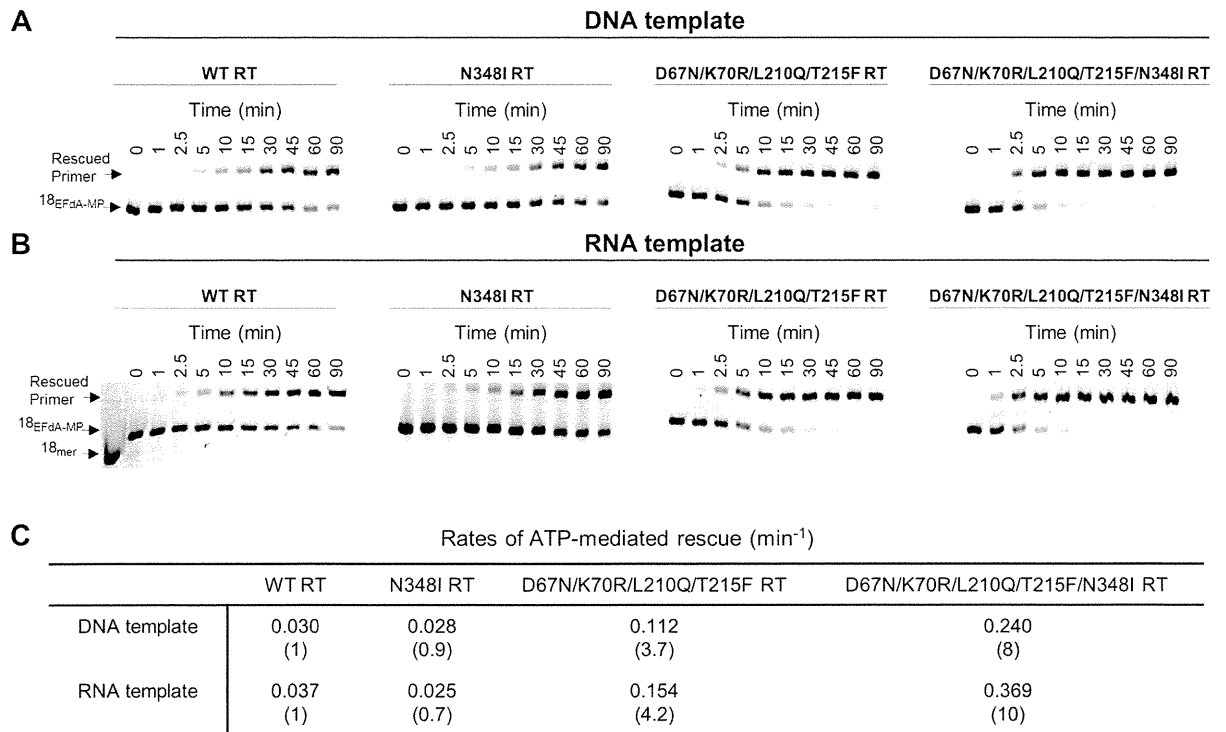 A
DNA template
WT RT
N348I RT
D67N/K70R/L210Q/T215F RT
D67N/K70R/L210Q/T215F/N348I RT
Time (min)
Time (min)
Time (min)
Time (min)
0 1 2.5 5 10 15 30 45 60 90
0 1 2.5 5 10 15 30 45 60 90
0 1 2.5 5 10 15 30 45 60 90
0 1 2.5 5 10 15 30 45 60 90
Rescued
Primer
18EFdA-MP
B
RNA template
WT RT
N348I RT
D67N/K70R/L210Q/T215F RT
D67N/K70R/L210Q/T215F/N348I RT
Time (min)
Time (min)
Time (min)
Time (min)
0 1 2.5 5 10 15 30 45 60 90
0 1 2.5 5 10 15 30 45 60 90
0 1 2.5 5 10 15 30 45 60 90
0 1 2.5 5 10 15 30 45 60 90
Rescued
Primer
18EFdA-MP
18mer
C
Rates of ATP-mediated rescue (min-1)
WT RT N348I RT D67N/K70R/L210Q/T215F RT D67N/K70R/L210Q/T215F/N348I RT
DNA template 0.030 0.028 0.112 0.240
(1) (0.9) (3.7) (8)
RNA template 0.037 0.025 0.154 0.369
(1) (0.7) (4.2) (10)